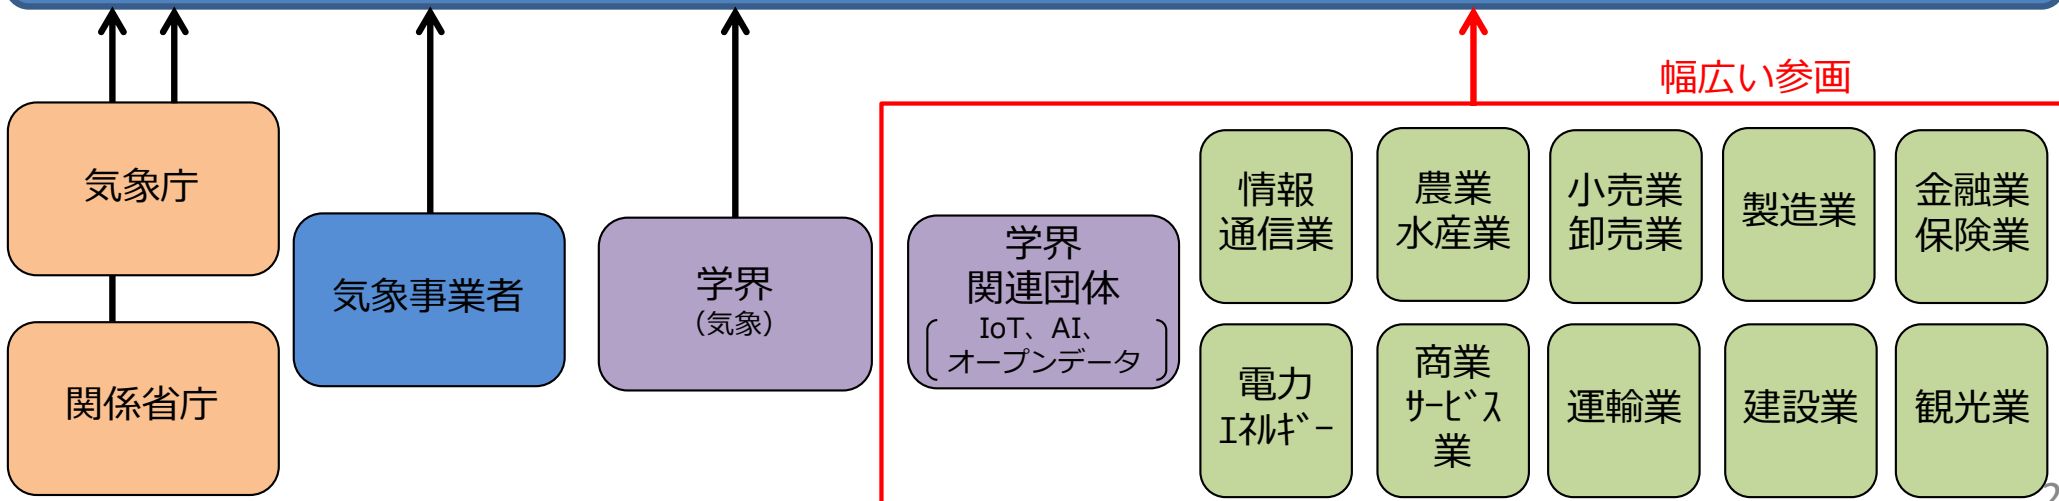 幅広い参画
気象庁
関係省庁
気象事業者
学界
（気象）
学界
関連団体
IoT、AI、
オープンデータ
情報
通信業
農業
水産業
小売業
卸売業
製造業
金融業
保険業
電力
ｴﾈﾙｷﾞｰ
商業
ｻｰﾋﾞｽ
業
運輸業
建設業
観光業
2